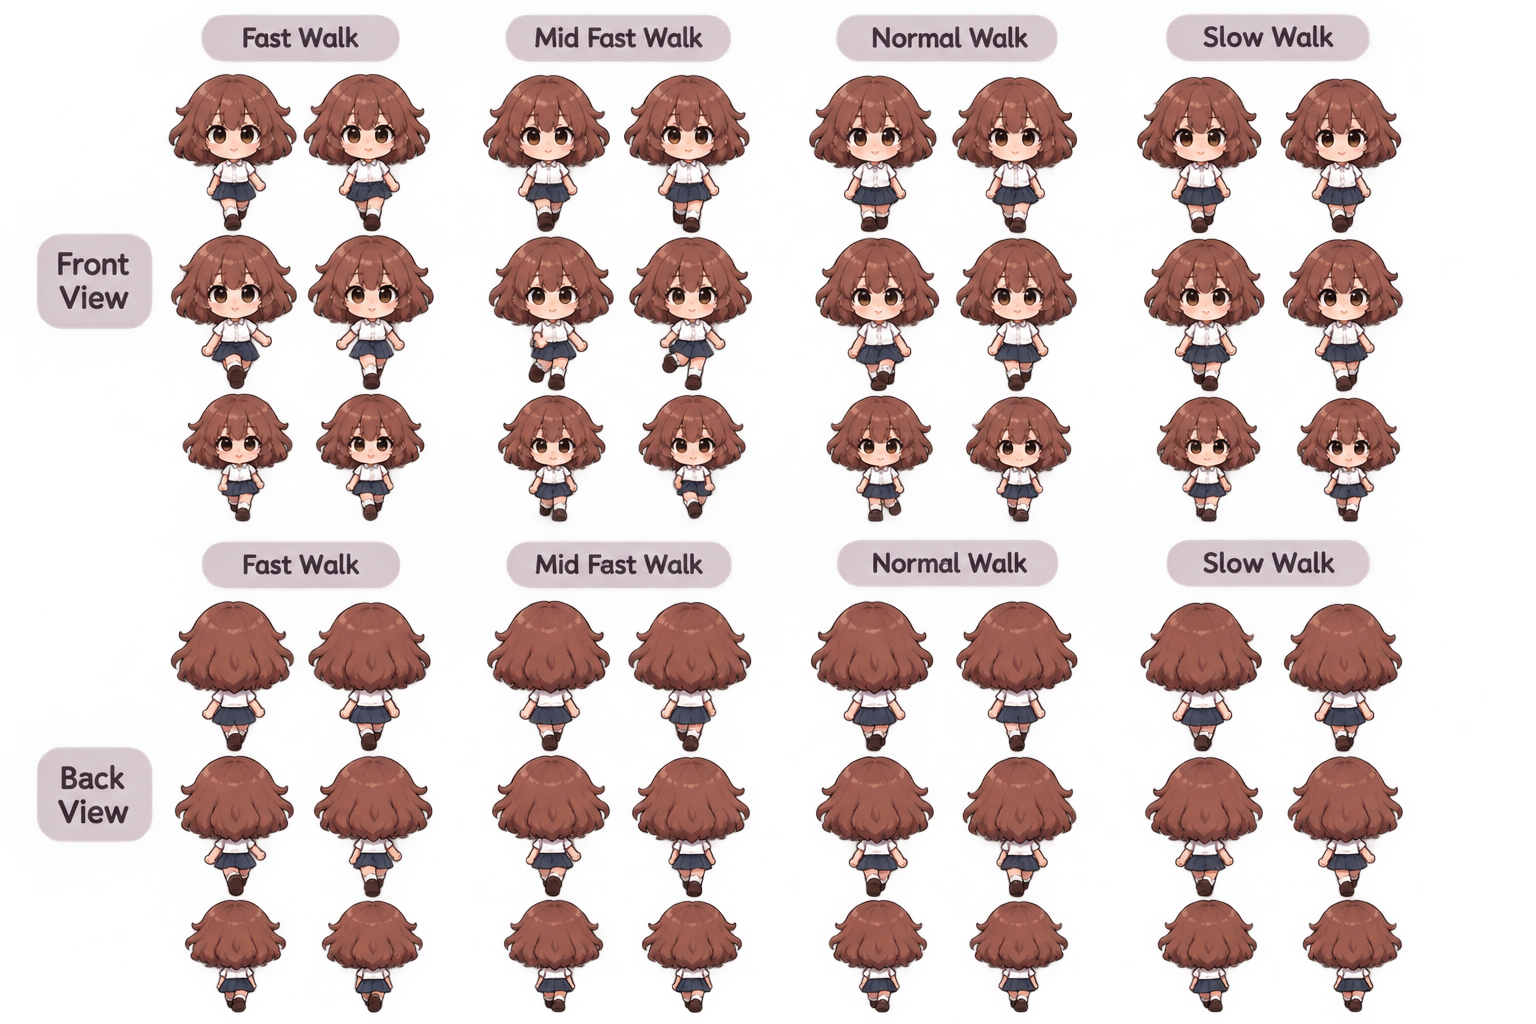 Fast Walk
Mid Fast Walk
Normal Walk
Slow Walk
Front
View
Fast Walk
Mid Fast Walk
Normal Walk
Slow Walk
Back
View